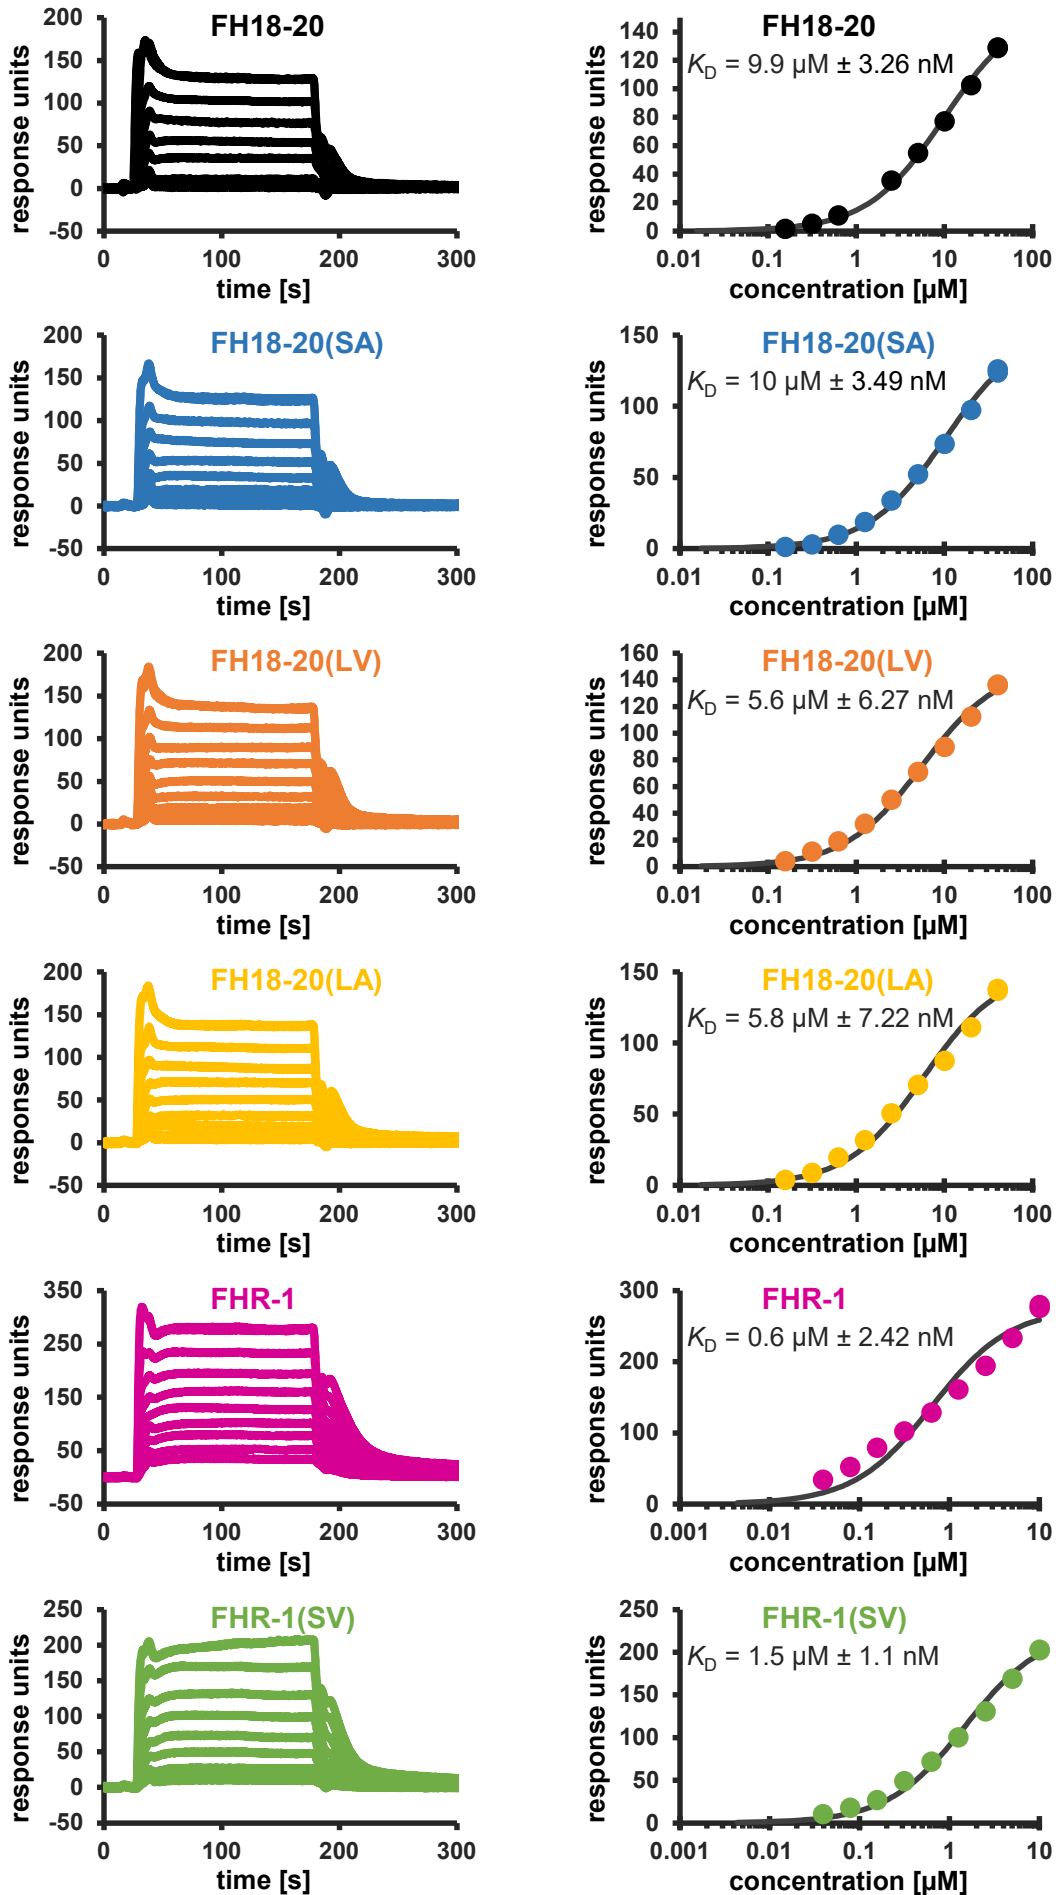 FH18-20
response units
200
150
100
50
0
-50
0 100 200 300
time [s]
FH18-20
K_D = 9.9 µM ± 3.26 nM
response units
140
120
100
80
60
40
20
0
0.01 0.1 1 10 100
concentration [µM]
FH18-20(SA)
response units
200
150
100
50
0
-50
0 100 200 300
time [s]
FH18-20(SA)
K_D = 10 µM ± 3.49 nM
response units
150
100
50
0
0.01 0.1 1 10 100
concentration [µM]
FH18-20(LV)
response units
200
150
100
50
0
-50
0 100 200 300
time [s]
FH18-20(LV)
K_D = 5.6 µM ± 6.27 nM
response units
160
140
120
100
80
60
40
20
0
0.01 0.1 1 10 100
concentration [µM]
FH18-20(LA)
response units
200
150
100
50
0
-50
0 100 200 300
time [s]
FH18-20(LA)
K_D = 5.8 µM ± 7.22 nM
response units
150
100
50
0
0.01 0.1 1 10 100
concentration [µM]
FHR-1
response units
350
250
150
50
-50
0 100 200 300
time [s]
FHR-1
K_D = 0.6 µM ± 2.42 nM
response units
300
200
100
0
0.001 0.01 0.1 1 10
concentration [µM]
FHR-1(SV)
response units
250
200
150
100
50
0
-50
0 100 200 300
time [s]
FHR-1(SV)
K_D = 1.5 µM ± 1.1 nM
response units
250
200
150
100
50
0
0.001 0.01 0.1 1 10
concentration [µM]